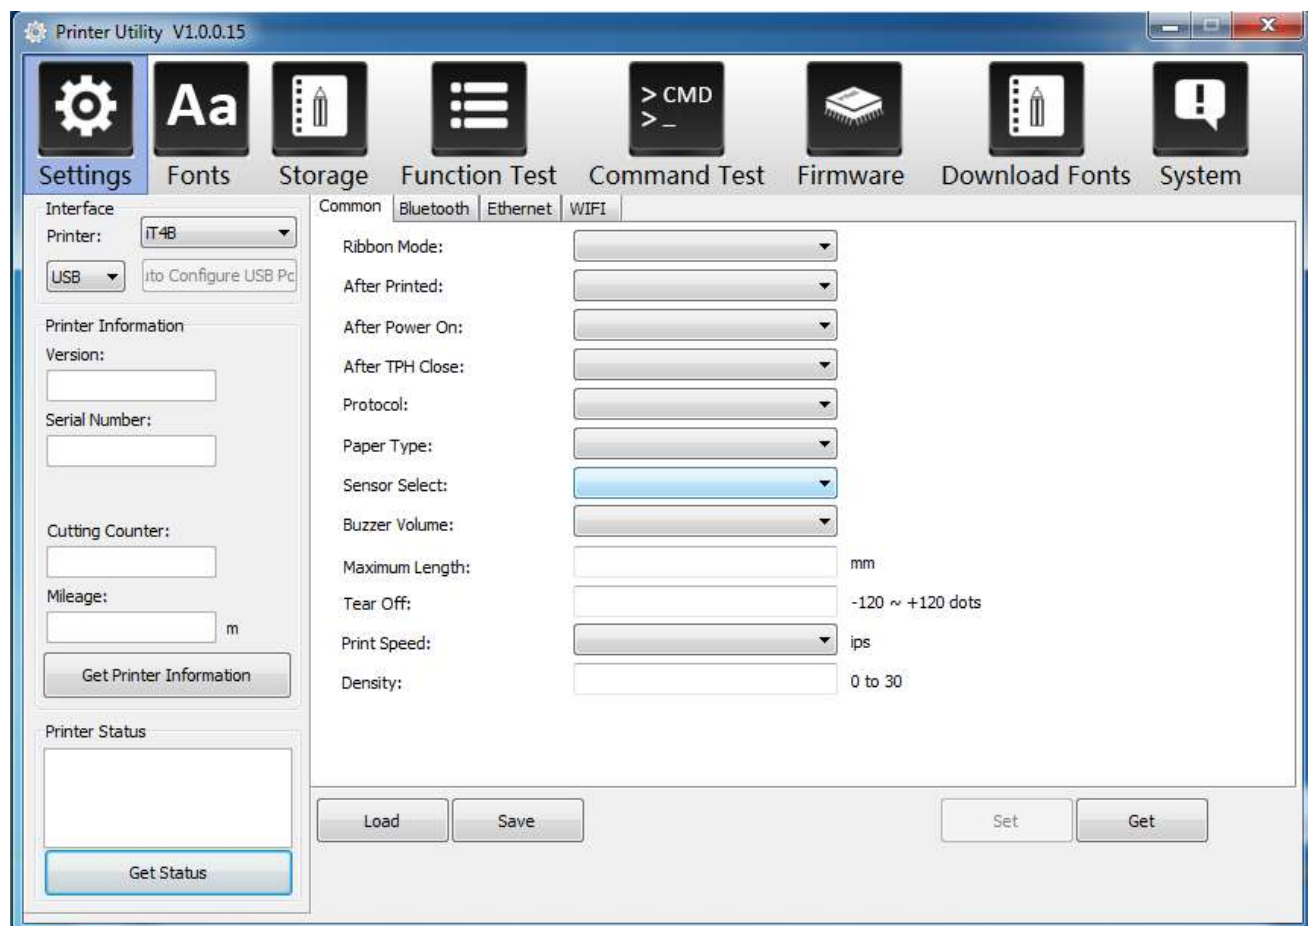 Printer Utility V1.0.0.15
Aa
> CMD
>_
Settings Fonts Storage Function Test Command Test Firmware Download Fonts System
Interface
Printer: iT4B
USB
ito Configure USB Pc
Printer Information
Version:
Serial Number:
Cutting Counter:
Mileage:
m
Get Printer Information
Printer Status
Get Status
Common Bluetooth Ethernet WIFI
Ribbon Mode:
After Printed:
After Power On:
After TPH Close:
Protocol:
Paper Type:
Sensor Select:
Buzzer Volume:
Maximum Length: mm
Tear Off: -120 ~ +120 dots
Print Speed: ips
Density: 0 to 30
Load Save Set Get